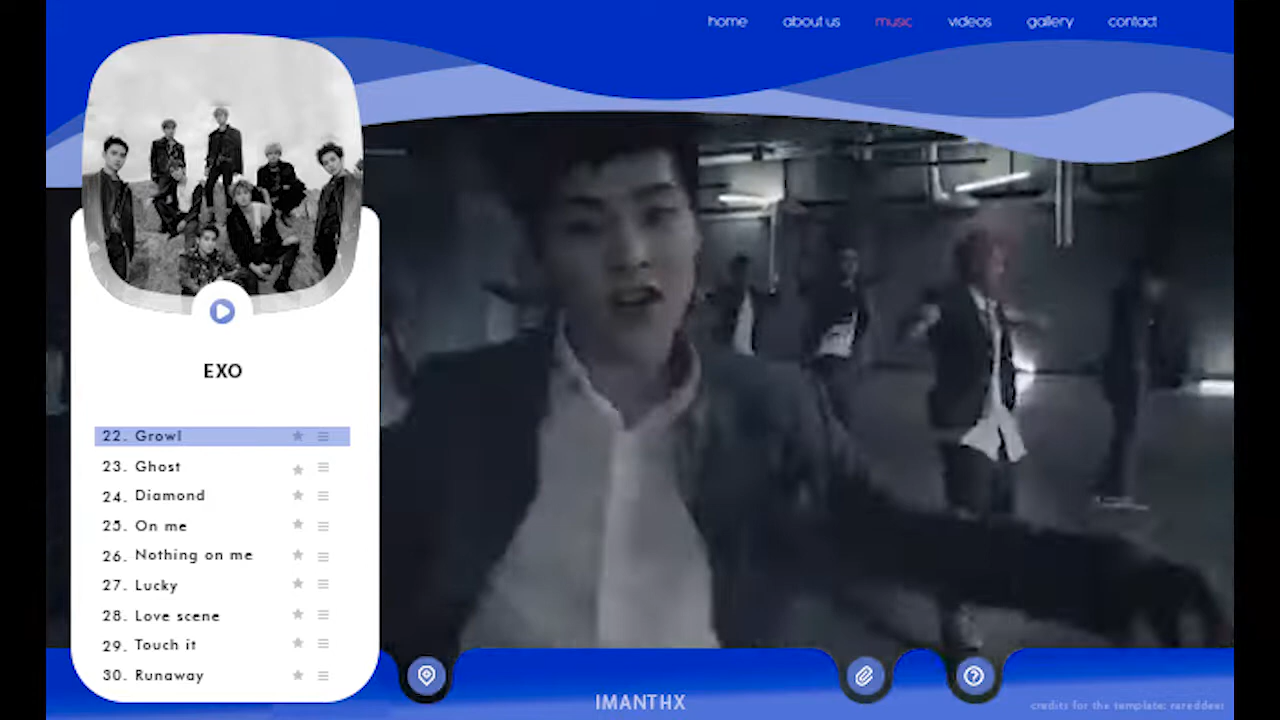 home about us music videos gallery contact
EXO
22. Growl
23. Ghost
24. Diamond
25. On me
26. Nothing on me
27. Lucky
28. Love scene
29. Touch it
30. Runaway
IMANTHX
credits for the template: rareddeer